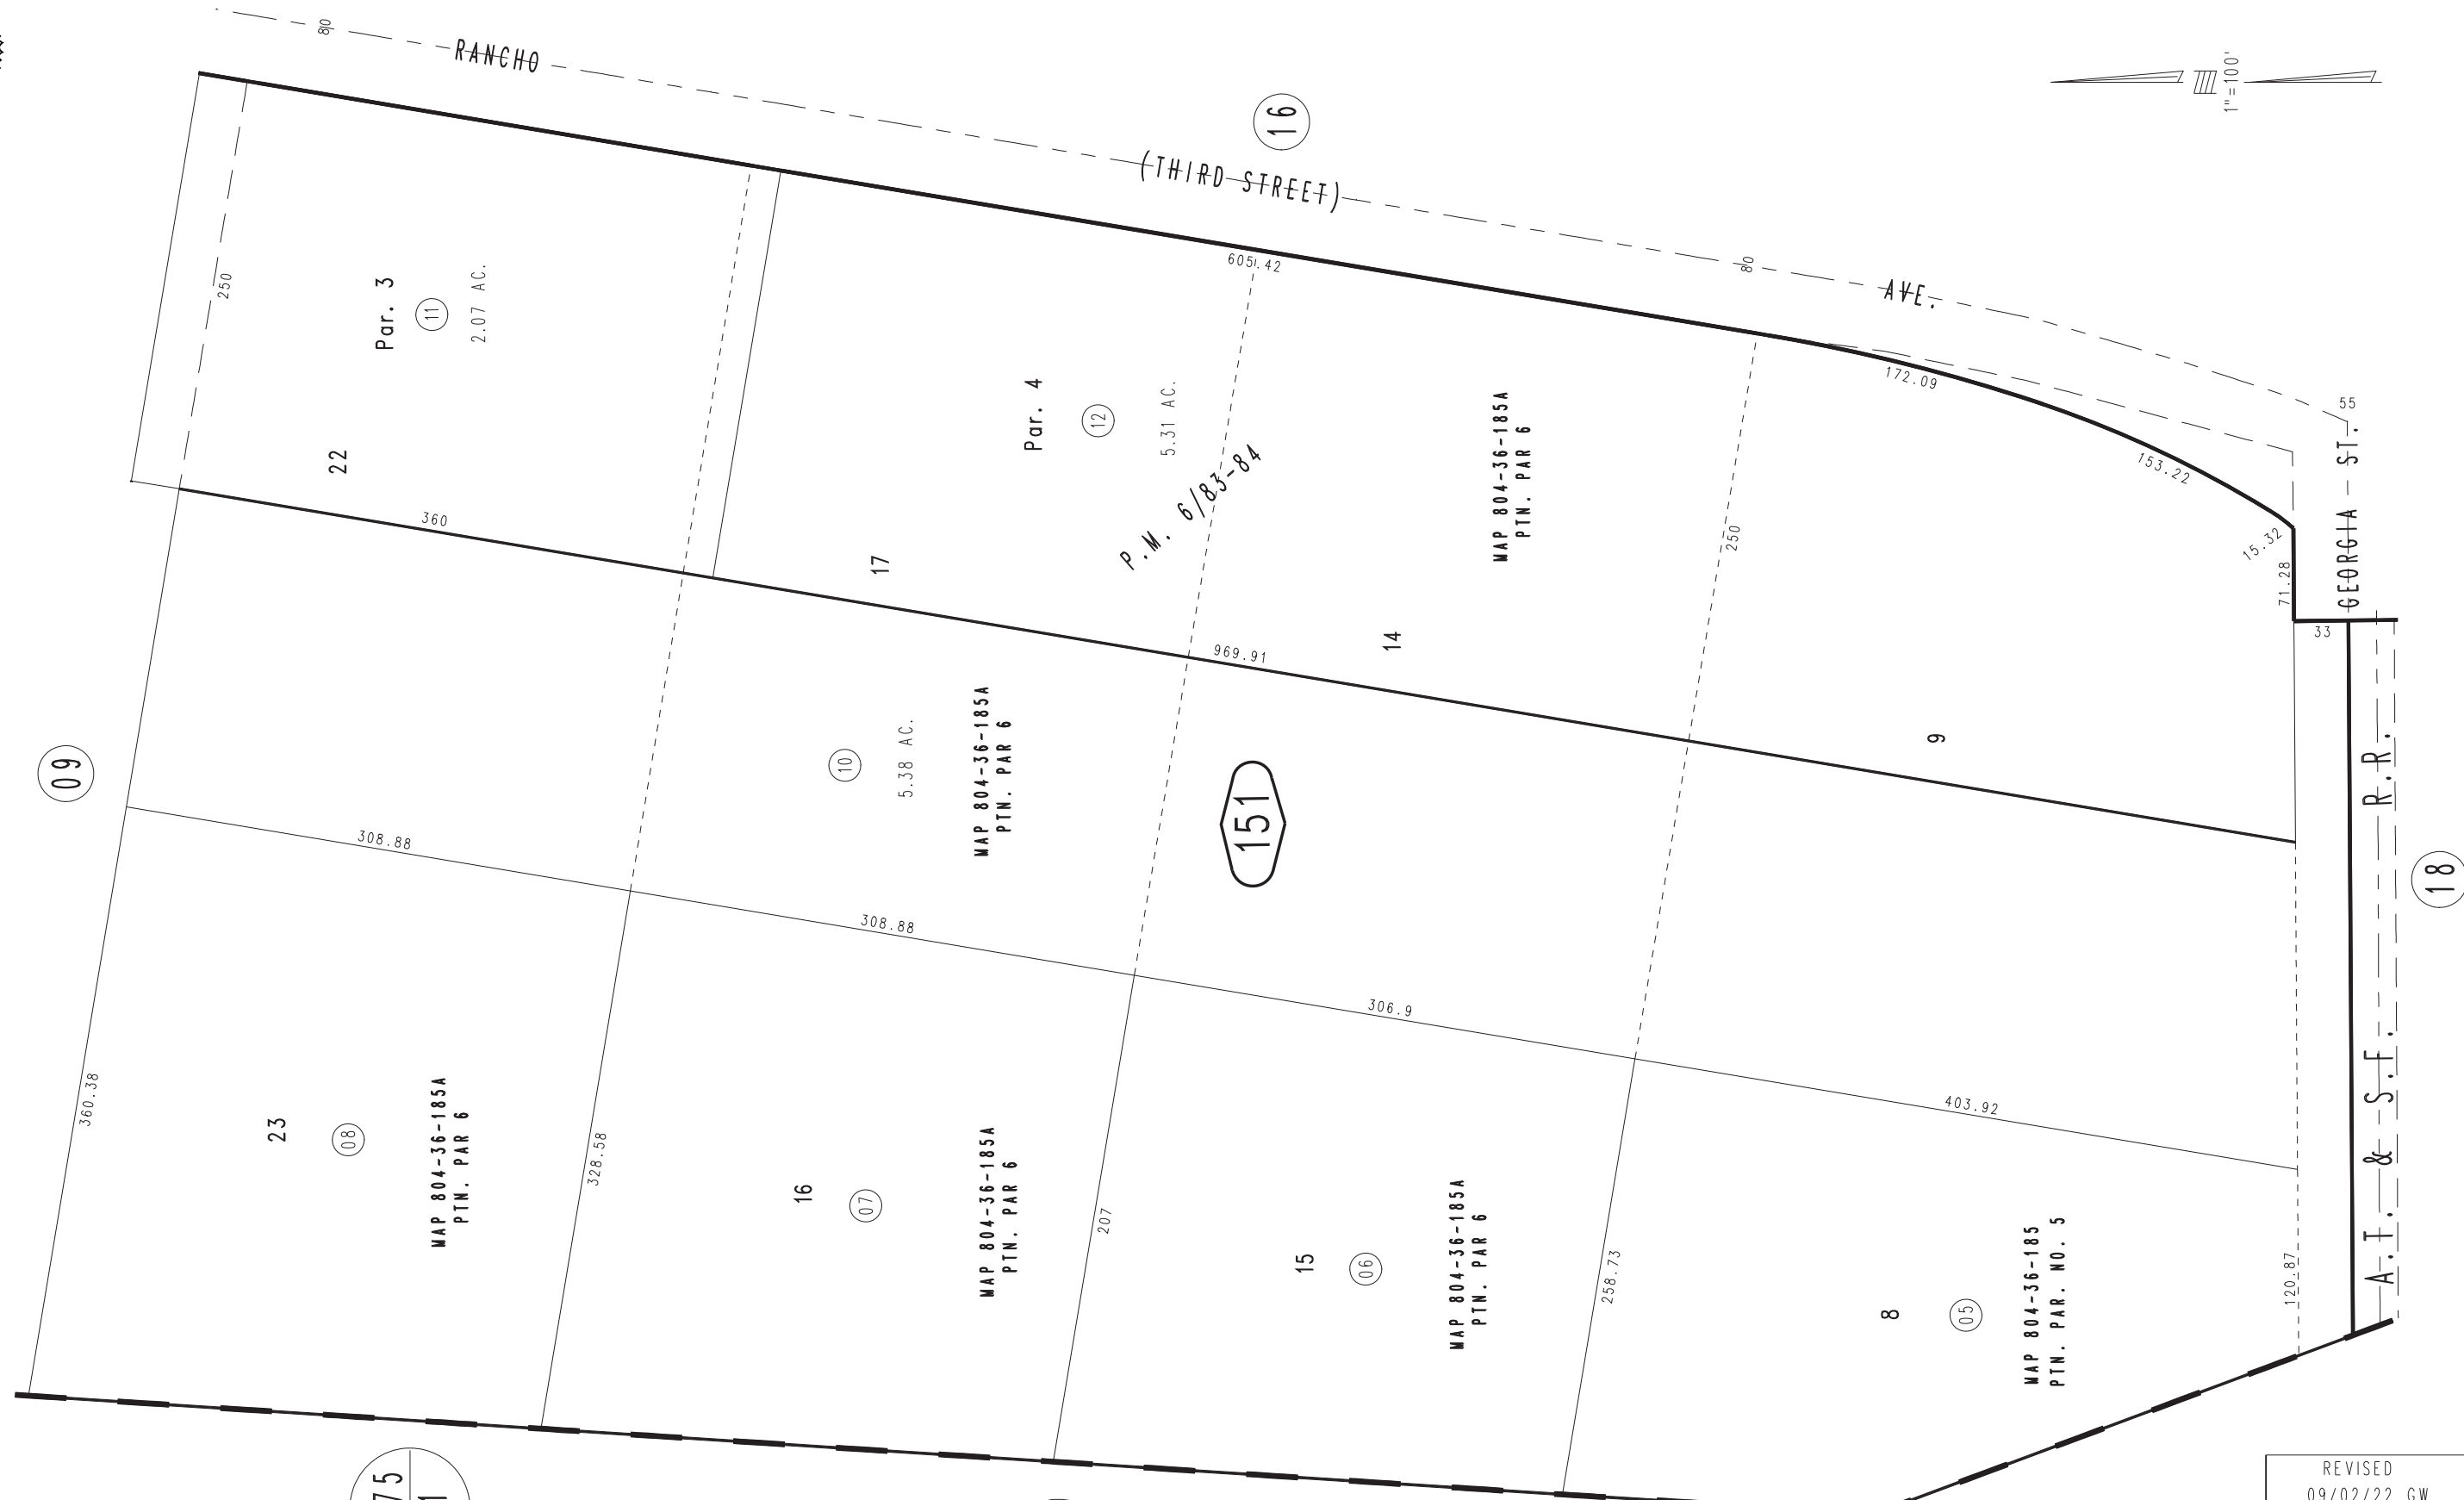 80
RANCHO
16
(THIRD STREET)
80
AVE.
55
1"=100'
250
Par. 3
11
2.07 AC.
22
360
605.42
Par. 4
12
5.31 AC.
P.M. 6/83-84
17
MAP 804-36-185A
PTN. PAR 6
172.09
153.22
15.32
71.28
GEORGIA ST.
33
250
14
969.91
9
09
10
5.38 AC.
MAP 804-36-185A
PTN. PAR 6
151
308.88
308.88
306.9
403.92
A.T. & S.F. R.R.
18
360.38
23
08
MAP 804-36-185A
PTN. PAR 6
328.58
16
07
MAP 804-36-185A
PTN. PAR 6
207
15
06
MAP 804-36-185A
PTN. PAR 6
258.73
8
05
MAP 804-36-185
PTN. PAR. NO. 5
120.87
75
REVISED
09/02/22 GW